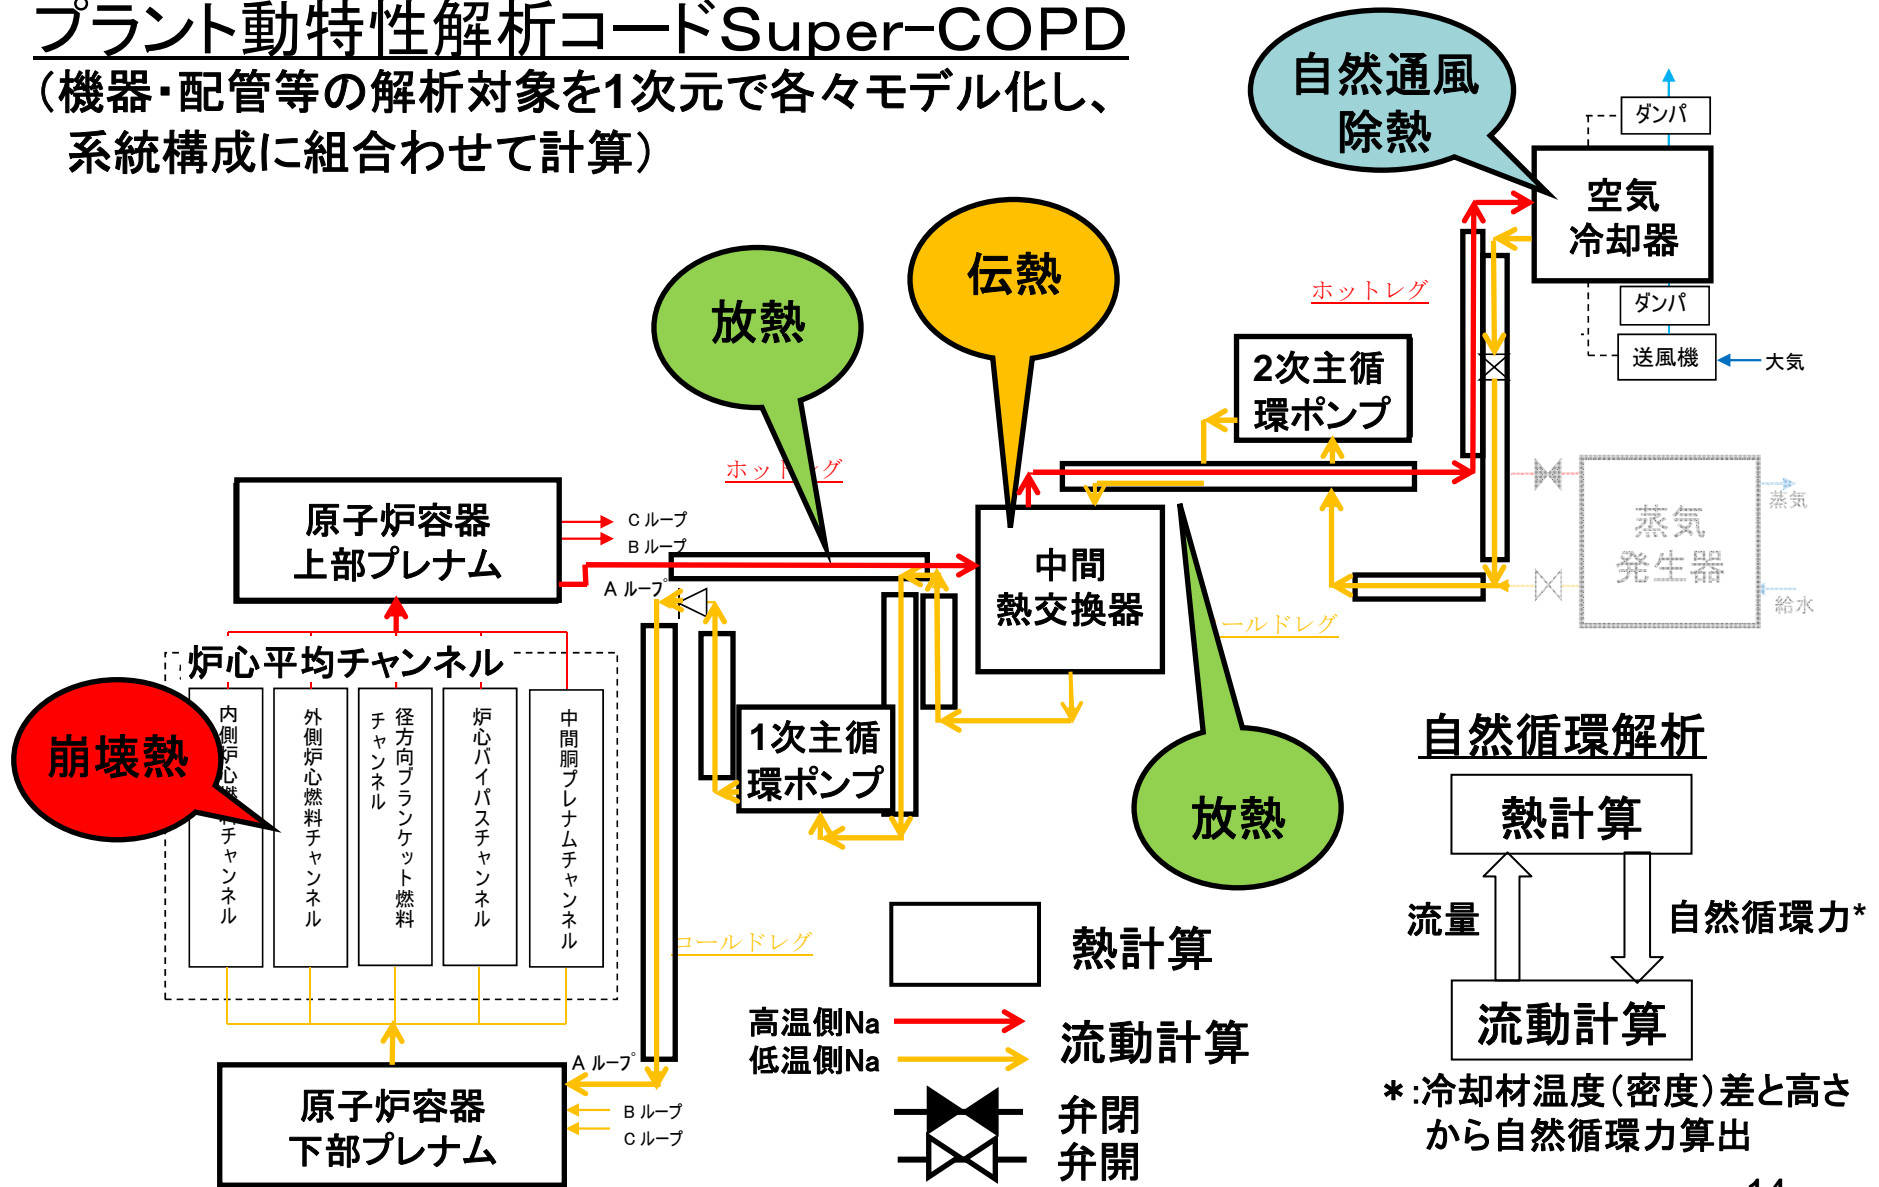 プラント動特性解析コードSuper-COPD
（機器・配管等の解析対象を1次元で各々モデル化し、
系統構成に組合わせて計算）
自然通風
除熱
ダンパ
空気
冷却器
ダンパ
送風機
大気
伝熱
放熱
ホットレグ
2次主循
環ポンプ
ホットレグ
原子炉容器
上部プレナム
C ループ
B ループ
A ループ
中間
熱交換器
蒸気
発生器
蒸気
給水
コールドレグ
炉心平均チャンネル
崩壊熱
内側炉心燃料チャンネル
外側炉心燃料チャンネル
径方向ブランケット燃料
チャンネル
炉心バイパスチャンネル
中間胴プレナムチャンネル
1次主循
環ポンプ
放熱
コールドレグ
自然循環解析
熱計算
流量
自然循環力*
流動計算
＊：冷却材温度（密度）差と高さ
から自然循環力算出
熱計算
高温側Na
低温側Na
流動計算
弁閉
弁開
A ループ
B ループ
C ループ
原子炉容器
下部プレナム
14